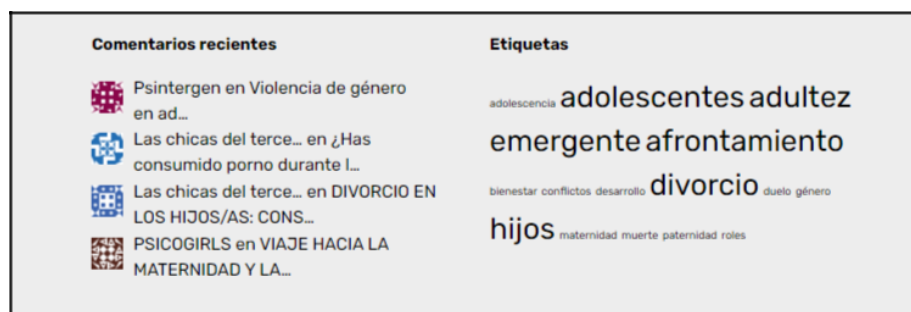 Comentarios recientes
Psintergen en Violencia de género
en ad...
Las chicas del terce... en ¿Has
consumido porno durante l...
Las chicas del terce... en DIVORCIO EN
LOS HIJOS/AS: CONS...
PSICOGIRLS en VIAJE HACIA LA
MATERNIDAD Y LA...
Etiquetas
adolescencia adolescentes adultez
emergente afrontamiento
bienestar conflictos desarrollo divorcio duelo género
hijos maternidad muerte paternidad roles